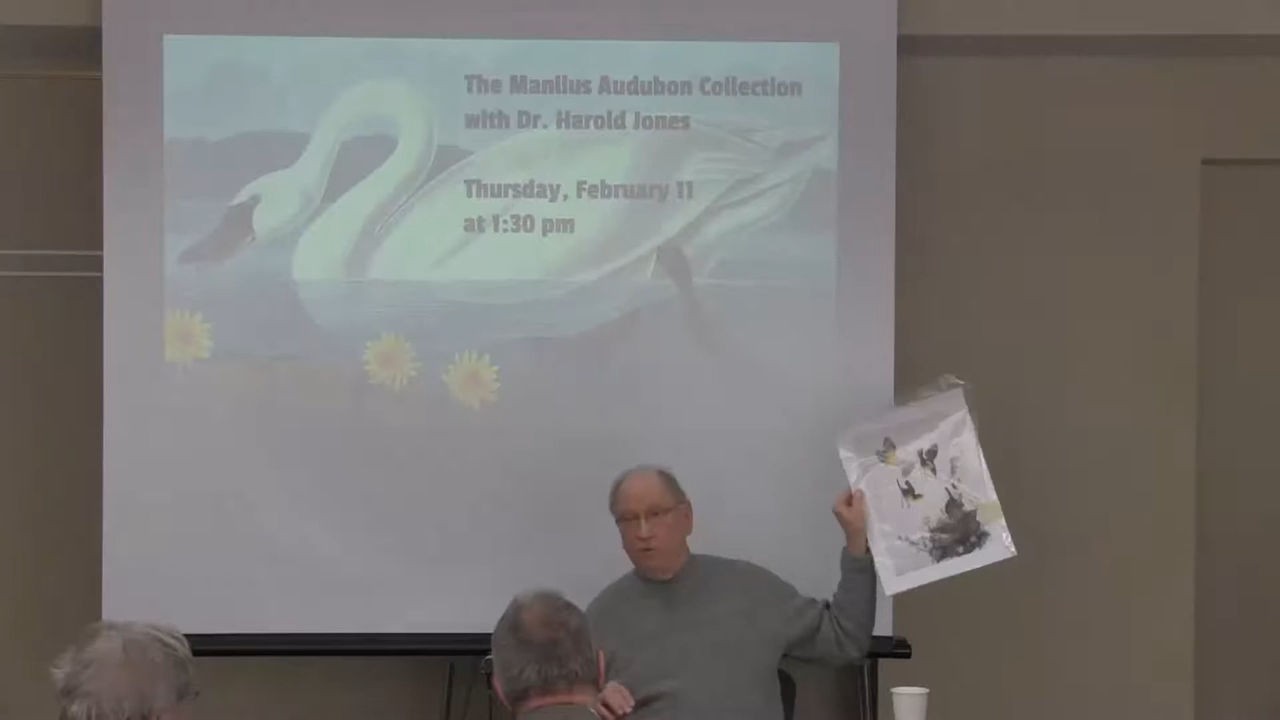 The Manlius Audubon Collection
with Dr. Harold Jones
Thursday, February 11
at 1:30 pm